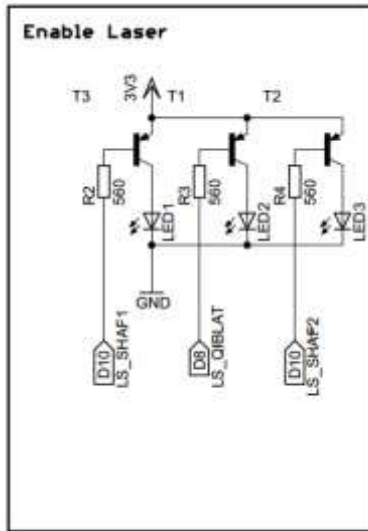 Enable Laser
T3
3V3
T1
T2
R2
560
LED1
R3
560
LED2
R4
560
LED3
GND
D10
LS_SHAF1
D8
LS_QIBLAT
D10
LS_SHAF2